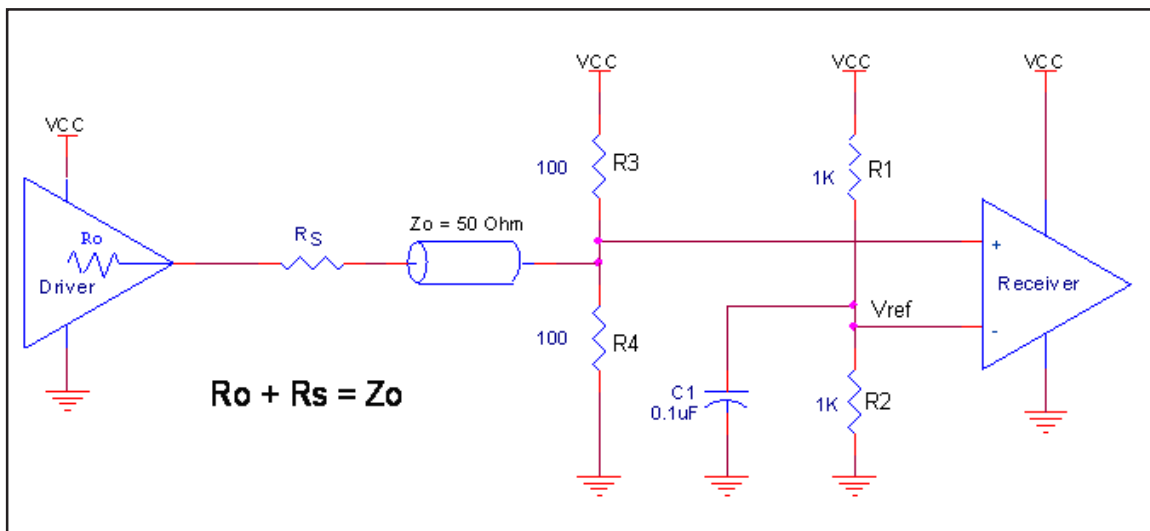 VCC
VCC
VCC
VCC
R3
100
R1
1K
Zo = 50 Ohm
Ro
RS
+
Driver
Receiver
Vref
-
R4
100
Ro + Rs = Zo
C1
0.1uF
R2
1K